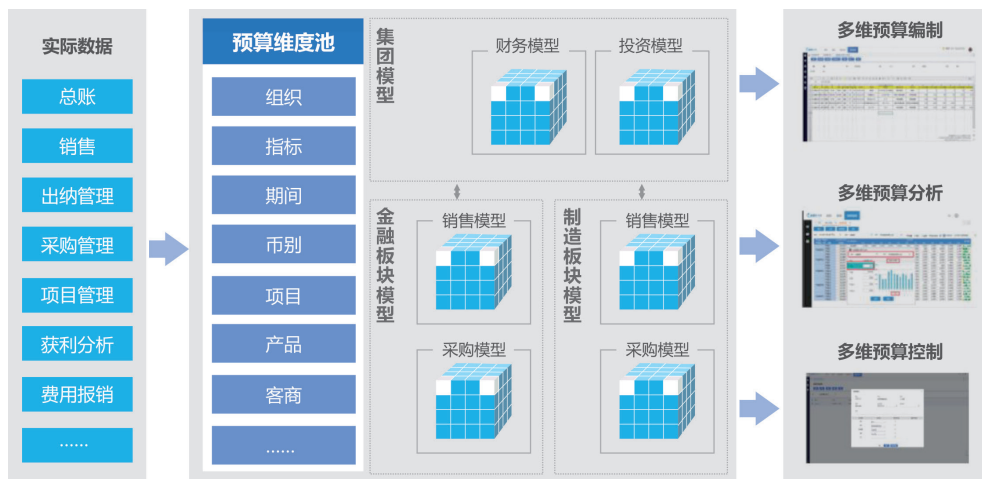 实际数据
总账
销售
出纳管理
采购管理
项目管理
获利分析
费用报销
......
预算维度池
组织
指标
期间
币别
项目
产品
客商
......
集团模型
财务模型
投资模型
金融板块模型
销售模型
采购模型
制造板块模型
销售模型
采购模型
多维预算编制
多维预算分析
多维预算控制